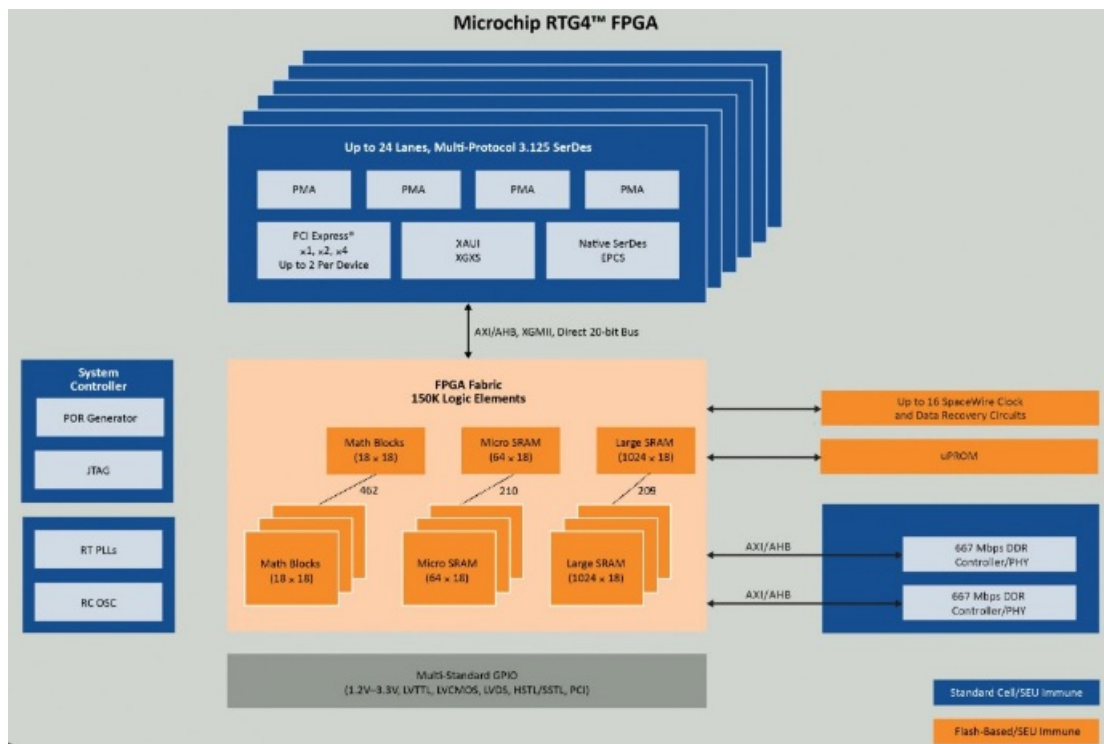 Microchip RTG4™ FPGA
Up to 24 Lanes, Multi-Protocol 3.125 SerDes
PMA
PMA
PMA
PMA
PCI Express®
x1, x2, x4
Up to 2 Per Device
XAUI
XGXS
Native SerDes
EPCS
AXI/AHB, XGMII, Direct 20-bit Bus
System
Controller
POR Generator
JTAG
RT PLLs
RC OSC
FPGA Fabric
150K Logic Elements
Math Blocks
(18 x 18)
Micro SRAM
(64 x 18)
Large SRAM
(1024 x 18)
462
210
209
Math Blocks
(18 x 18)
Micro SRAM
(64 x 18)
Large SRAM
(1024 x 18)
Up to 16 SpaceWire Clock
and Data Recovery Circuits
uPROM
AXI/AHB
667 Mbps DDR
Controller/PHY
AXI/AHB
667 Mbps DDR
Controller/PHY
Multi-Standard GPIO
(1.2V–3.3V, LVTTL, LVCMOS, LVDS, HSTL/SSTL, PCI)
Standard Cell/SEU Immune
Flash-Based/SEU Immune